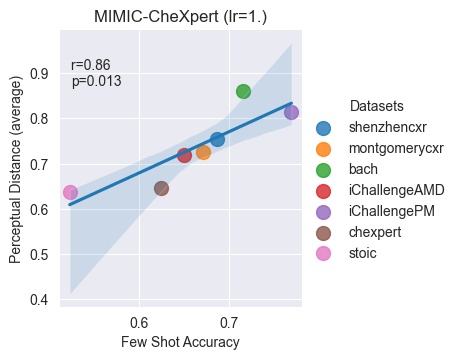 MIMIC-CheXpert (lr=1.)
r=0.86
p=0.013
Perceptual Distance (average)
0.9
0.8
0.7
0.6
0.5
0.4
0.6
0.7
Few Shot Accuracy
Datasets
shenzhencxr
montgomerycxr
bach
iChallengeAMD
iChallengePM
chexpert
stoic